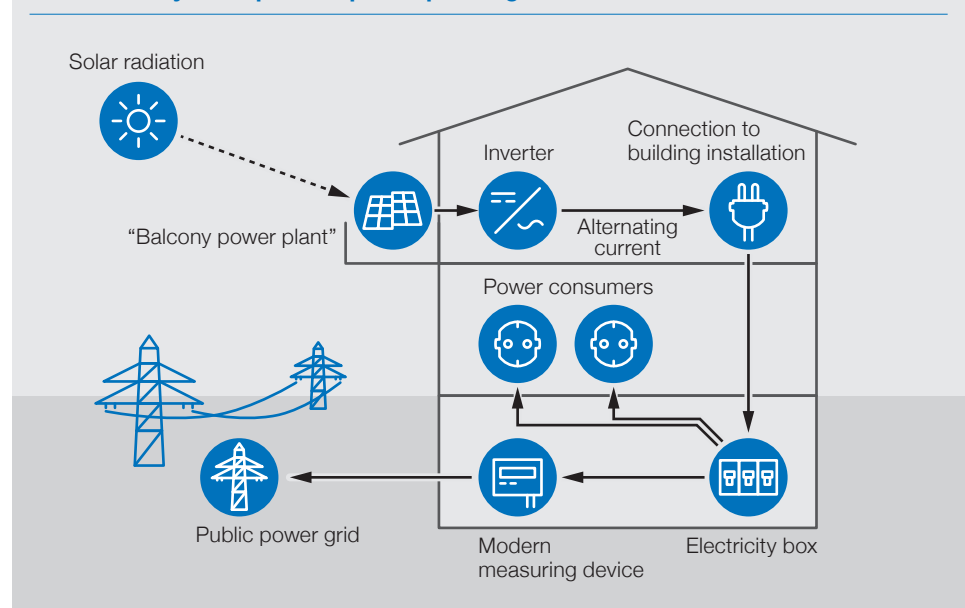 Solar radiation
Connection to
building installation
Inverter
"Balcony power plant"
Alternating
current
Power consumers
Public power grid
Modern
measuring device
Electricity box